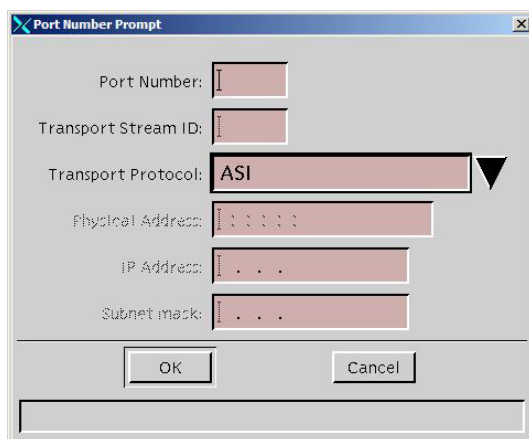 Port Number Prompt
Port Number:
Transport Stream ID:
Transport Protocol: ASI
Physical Address: : : : : :
IP Address: . . .
Subnet mask: . . .
OK Cancel